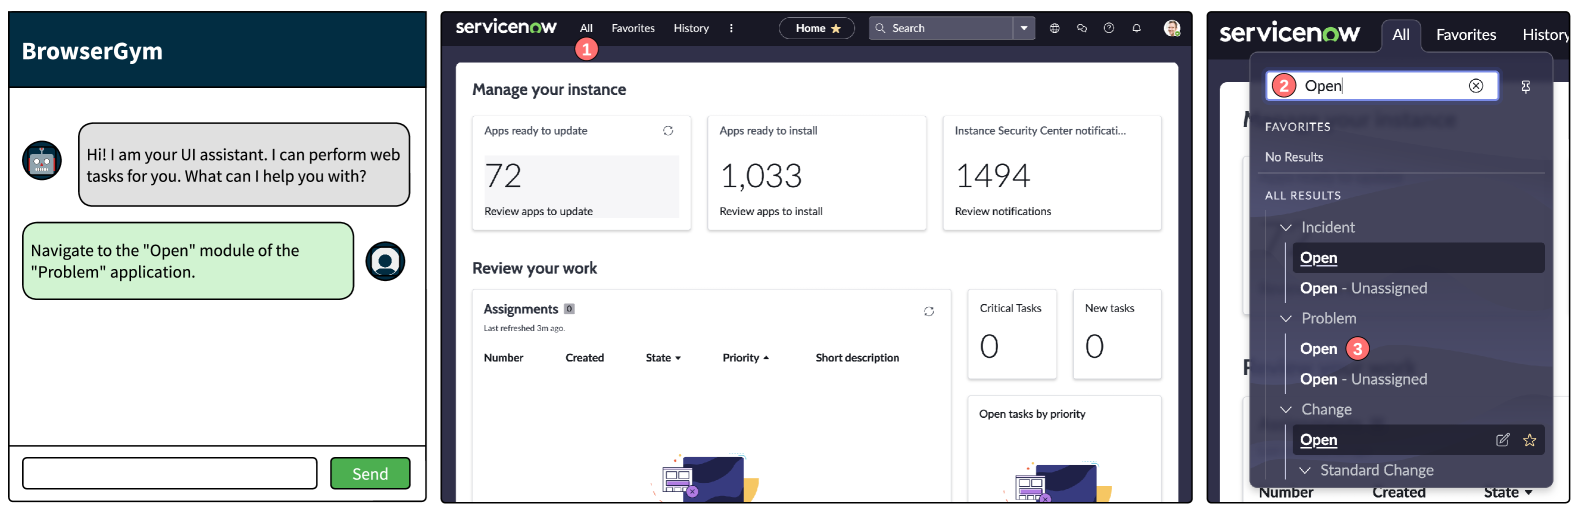 BrowserGym
Hi! I am your UI assistant. I can perform web
tasks for you. What can I help you with?
Navigate to the "Open" module of the
"Problem" application.
Send
servicenow All Favorites History Home Search
1
Manage your instance
Apps ready to update
72
Review apps to update
Apps ready to install
1,033
Review apps to install
Instance Security Center notificati...
1494
Review notifications
Review your work
Assignments 0
Last refreshed 3m ago.
Number Created State Priority Short description
Critical Tasks
0
New tasks
0
Open tasks by priority
servicenow All Favorites History
2 Open
FAVORITES
No Results
ALL RESULTS
Incident
Open
Open - Unassigned
Problem
Open 3
Open - Unassigned
Change
Open
Standard Change
Number Created State